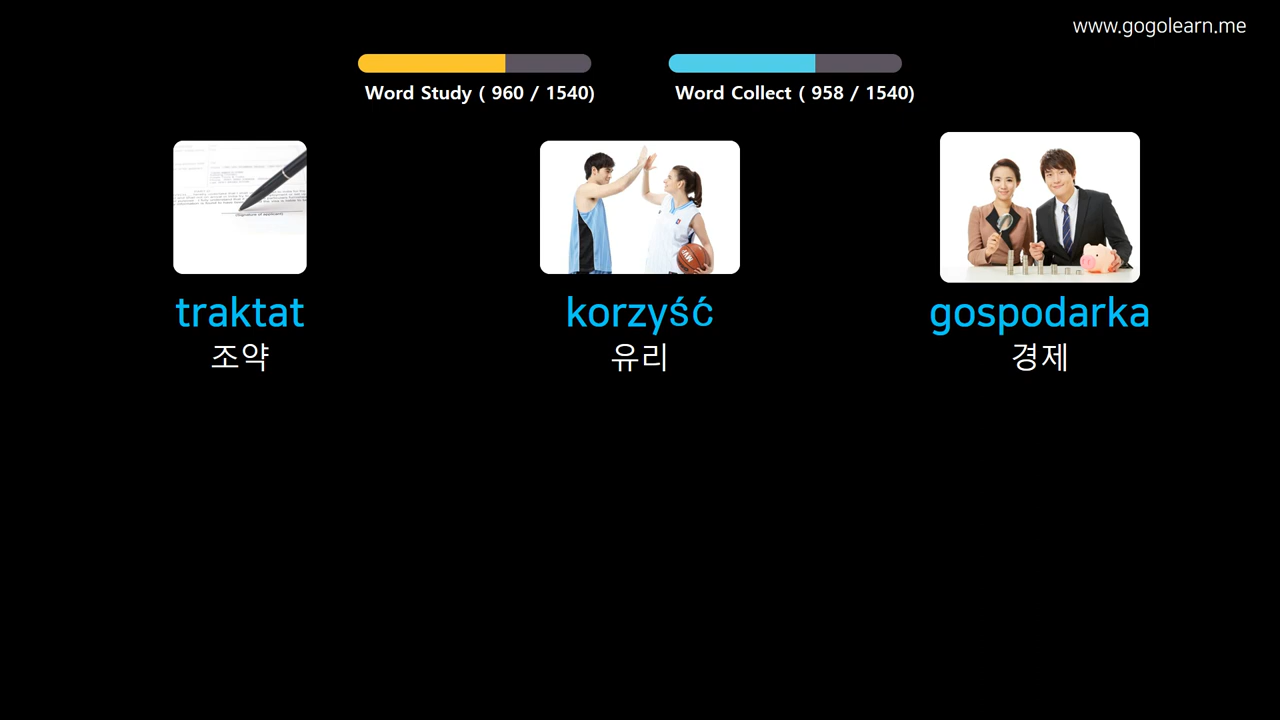 www.gogolearn.me
Word Study ( 960 / 1540)
Word Collect ( 958 / 1540)
traktat
조약
korzyść
유리
gospodarka
경제